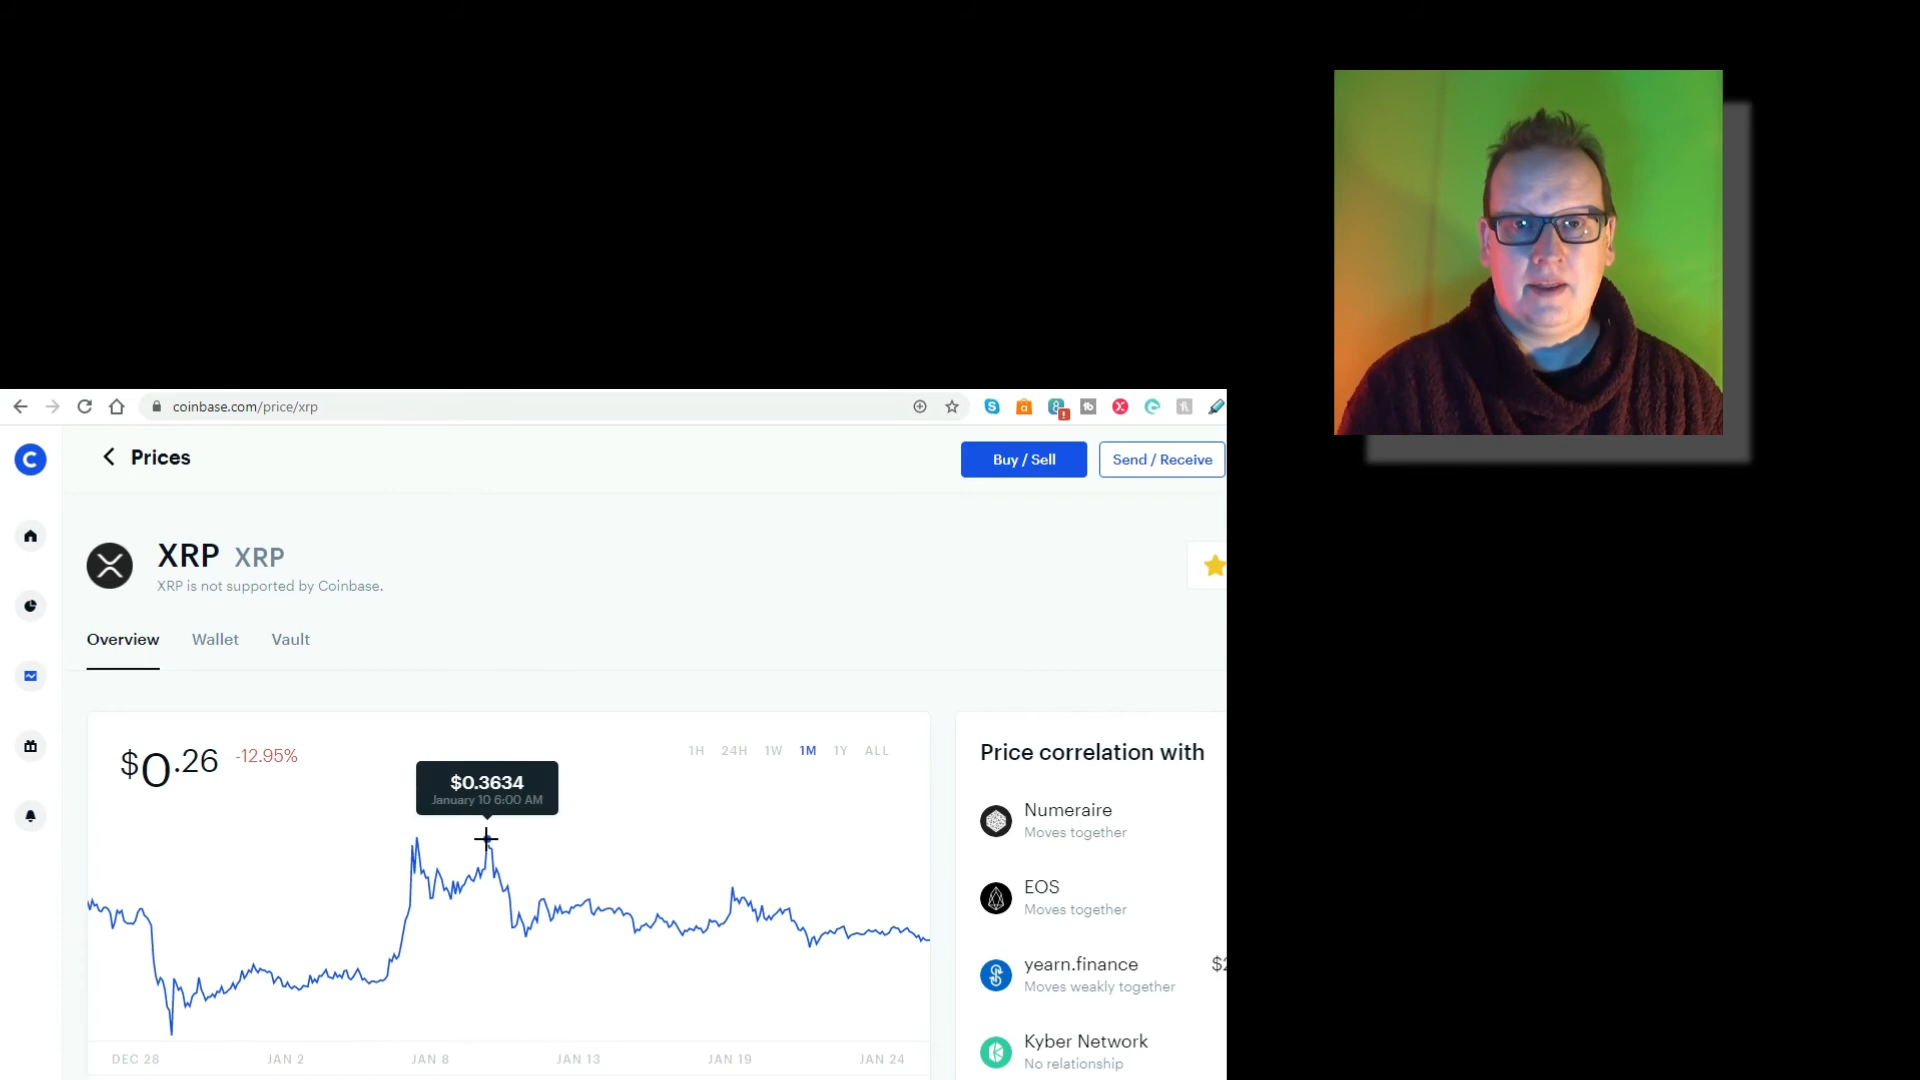 coinbase.com/price/xrp
Prices
Buy / Sell
Send / Receive
XRP XRP
XRP is not supported by Coinbase.
Overview Wallet Vault
$0.26 -12.95%
1H 24H 1W 1M 1Y ALL
$0.3634
January 10 6:00 AM
DEC 28 JAN 2 JAN 8 JAN 13 JAN 19 JAN 24
Price correlation with
Numeraire
Moves together
EOS
Moves together
yearn.finance
Moves weakly together
Kyber Network
No relationship